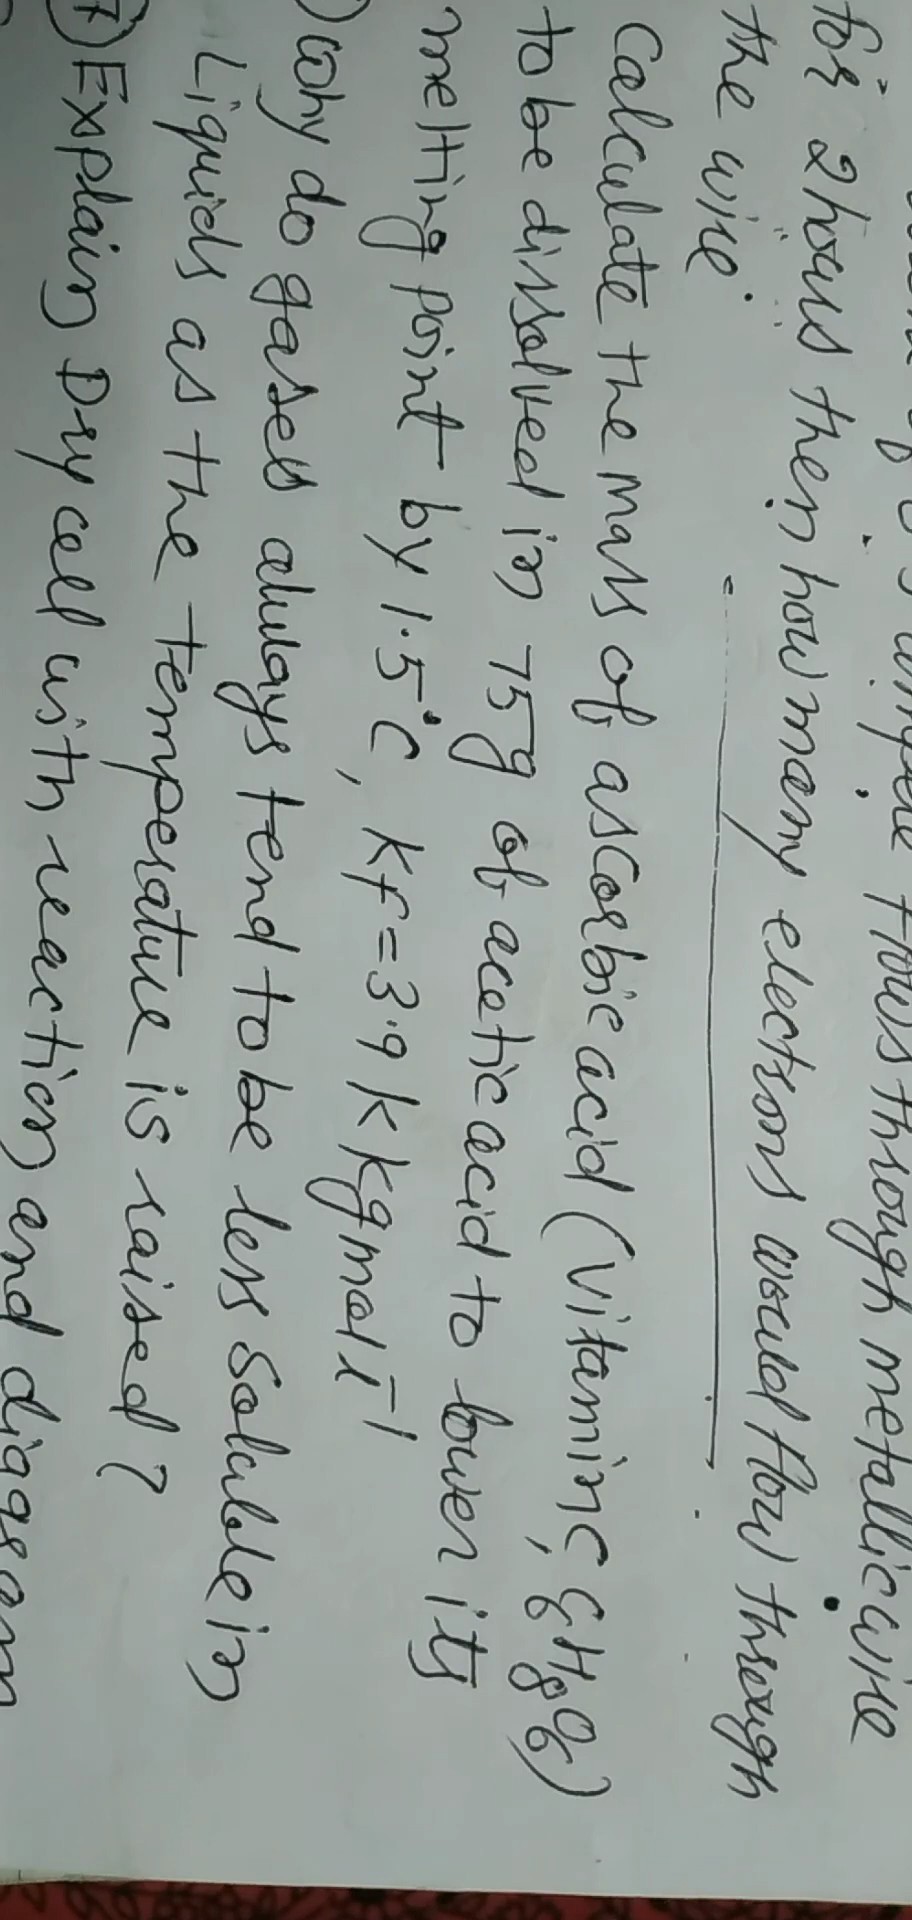 0.5 ampere flows through metallic wire
for 2 hours then how many electrons would flow through
the wire
Calculate the mass of ascorbic acid (Vitamin C, C6H8O6)
to be dissolved in 75g of acetic acid to lower its
melting point by 1.5°C, Kf = 3.9 K kg mol-1
Why do gases always tend to be less soluble in
Liquids as the temperature is raised?
7 Explain Dry cell with reaction and diagram